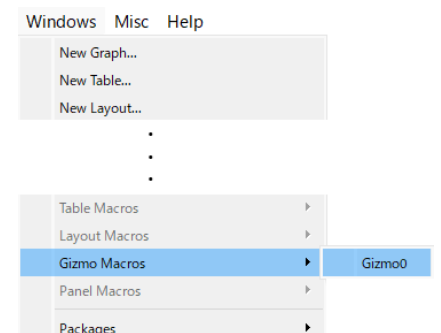 Windows Misc Help
New Graph...
New Table...
New Layout...
Table Macros
Layout Macros
Gizmo Macros Gizmo0
Panel Macros
Packages